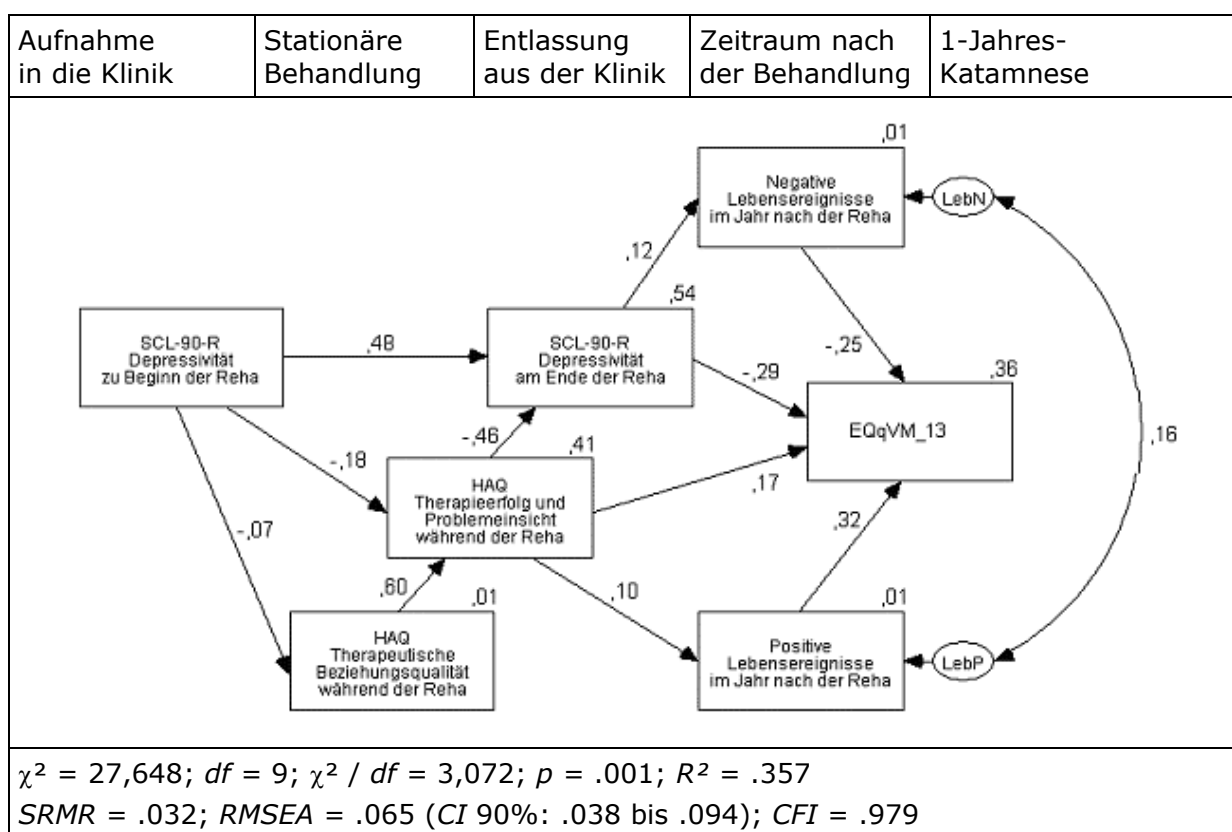 Aufnahme
in die Klinik
Stationäre
Behandlung
Entlassung
aus der Klinik
Zeitraum nach
der Behandlung
1-Jahres-
Katamnese
,01
Negative
Lebensereignisse
im Jahr nach der Reha
LebN
,12
,54
SCL-90-R
Depressivität
zu Beginn der Reha
,48
SCL-90-R
Depressivität
am Ende der Reha
-,25
-,29
,36
EQqVM_13
,16
-,46
,41
-,18
HAQ
Therapieerfolg und
Problemeinsicht
während der Reha
,17
,32
-,07
,60
,01
,10
,01
HAQ
Therapeutische
Beziehungsqualität
während der Reha
Positive
Lebensereignisse
im Jahr nach der Reha
LebP
χ² = 27,648; df = 9; χ² / df = 3,072; p = .001; R² = .357
SRMR = .032; RMSEA = .065 (CI 90%: .038 bis .094); CFI = .979